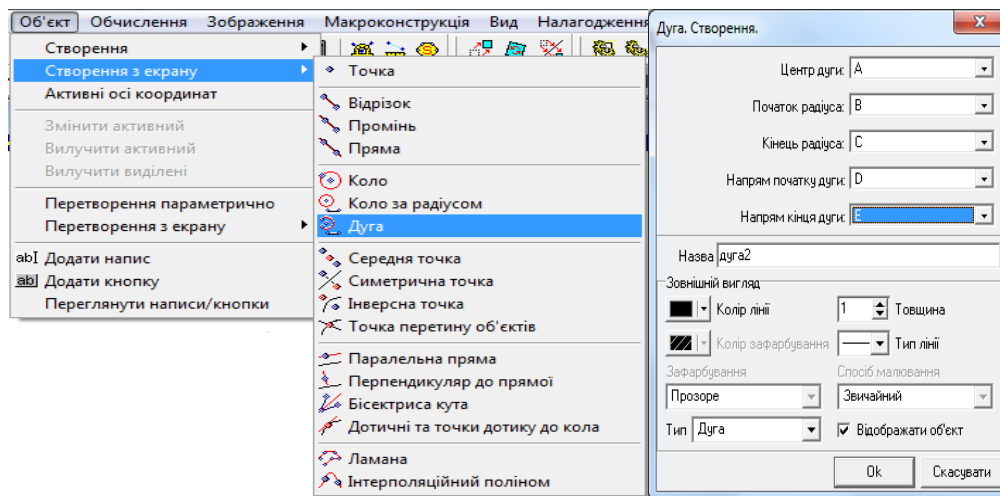 Об'єкт Обчислення Зображення Макроконструкція Вид Налагодження
Створення
Створення з екрану
Активні осі координат
Змінити активний
Вилучити активний
Вилучити виділені
Перетворення параметрично
Перетворення з екрану
abI Додати напис
ab Додати кнопку
Переглянути написи/кнопки
Точка
Відрізок
Промінь
Пряма
Коло
Коло за радіусом
Дуга
Середня точка
Симетрична точка
Інверсна точка
Точка перетину об'єктів
Паралельна пряма
Перпендикуляр до прямої
Бісектриса кута
Дотичні та точки дотику до кола
Ламана
Інтерполяційний поліном
Дуга. Створення.
Центр дуги: A
Початок радіуса: B
Кінець радіуса: C
Напрям початку дуги: D
Напрям кінця дуги: E
Назва дуга2
Зовнішній вигляд
Колір лінії 1 Товщина
Колір зафарбування Тип лінії
Зафарбування Спосіб малювання
Прозоре Звичайний
Тип Дуга Відображати об'єкт
Ok Скасувати